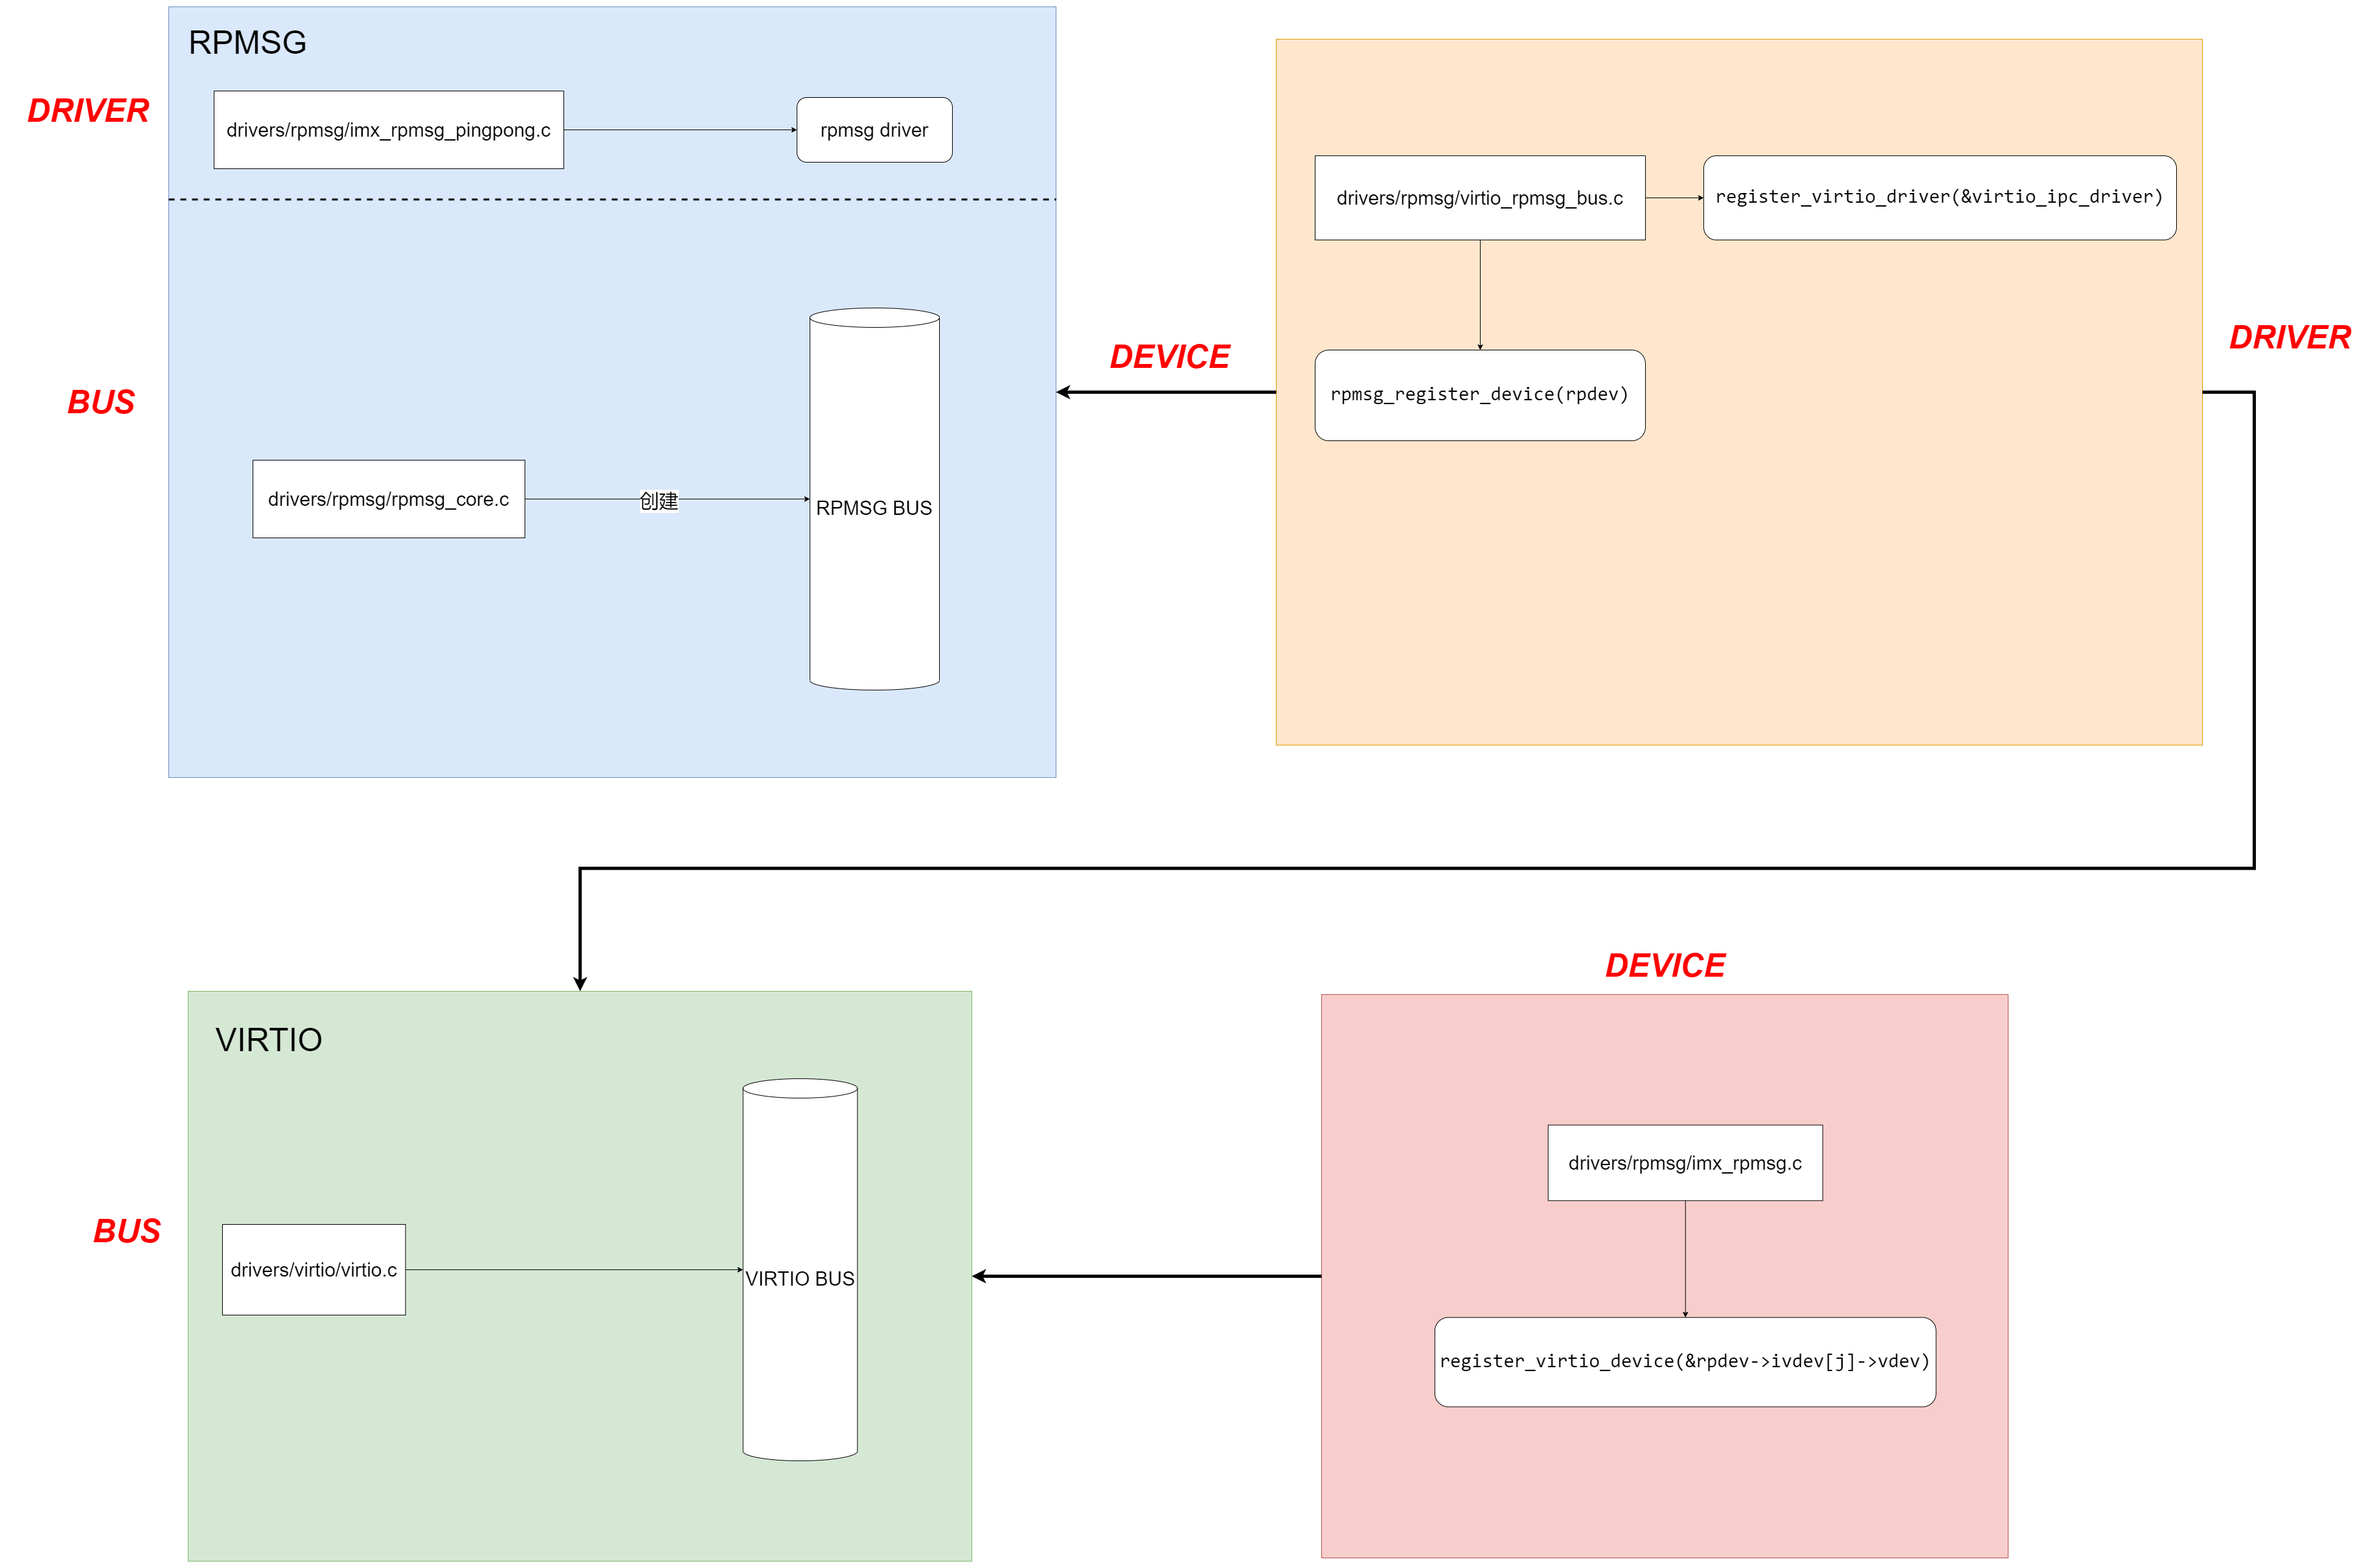 RPMSG
DRIVER
drivers/rpmsg/imx_rpmsg_pingpong.c
rpmsg driver
BUS
drivers/rpmsg/rpmsg_core.c
创建
RPMSG BUS
DEVICE
drivers/rpmsg/virtio_rpmsg_bus.c
register_virtio_driver(&virtio_ipc_driver)
rpmsg_register_device(rpdev)
DRIVER
VIRTIO
BUS
drivers/virtio/virtio.c
VIRTIO BUS
DEVICE
drivers/rpmsg/imx_rpmsg.c
register_virtio_device(&rpdev->ivdev[j]->vdev)